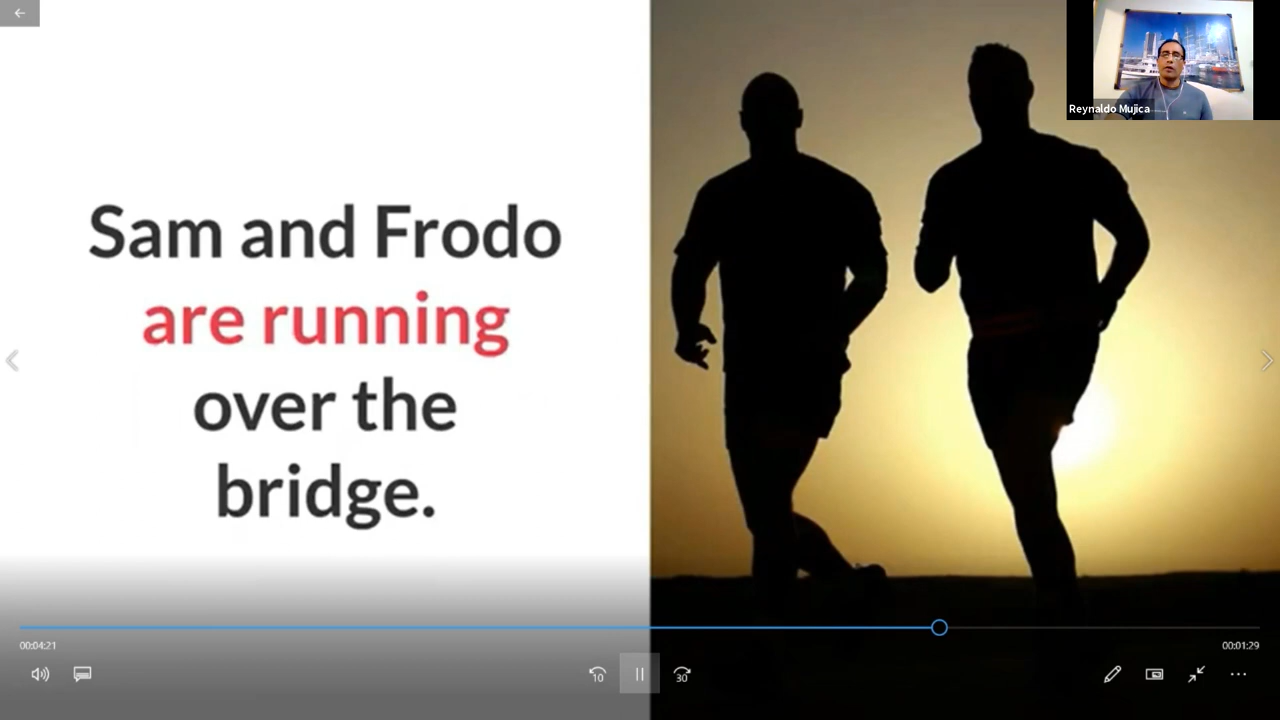 Reynaldo Mujica
Sam and Frodo
are running
over the
bridge.
00:04:21
00:01:29
10
30